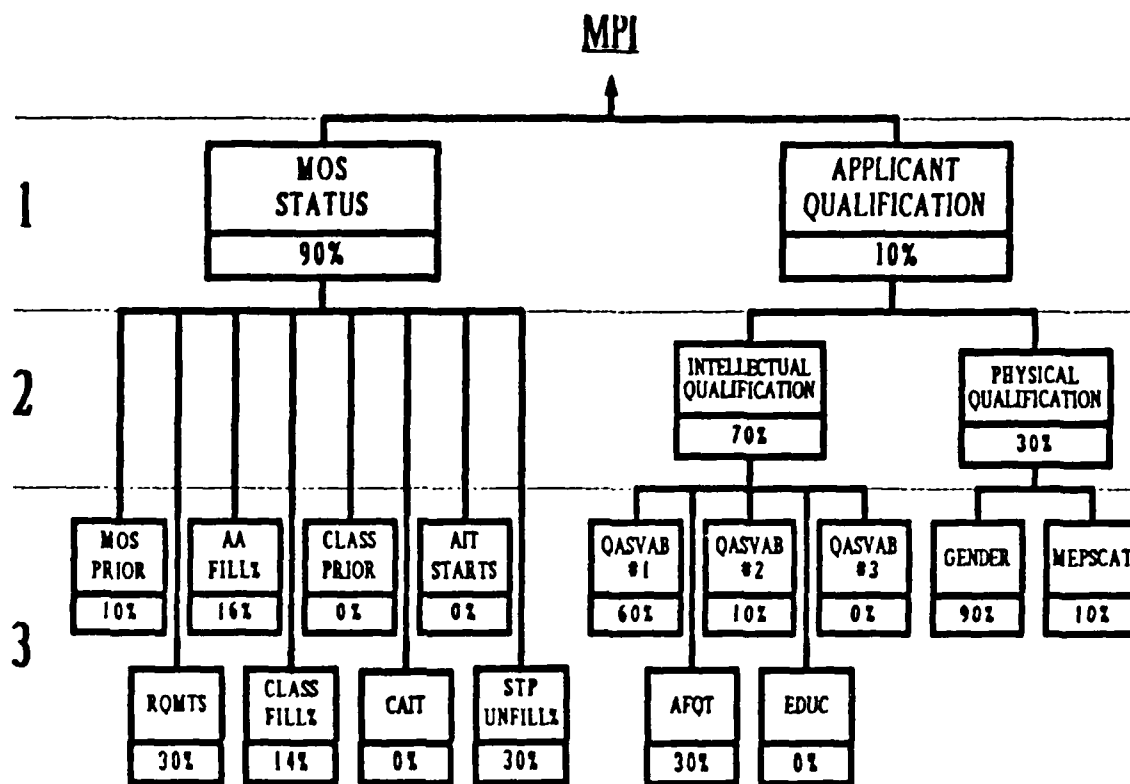 MPI
1
MOS
STATUS
90%
APPLICANT
QUALIFICATION
10%
2
INTELLECTUAL
QUALIFICATION
70%
PHYSICAL
QUALIFICATION
30%
3
MOS
PRIOR
10%
AA
FILL%
16%
CLASS
PRIOR
0%
AIT
STARTS
0%
QASVAB
#1
60%
QASVAB
#2
10%
QASVAB
#3
0%
GENDER
90%
MEPSCAT
10%
RQMTS
30%
CLASS
FILL%
14%
CAIT
0%
STP
UNFILL%
30%
AFQT
30%
EDUC
0%